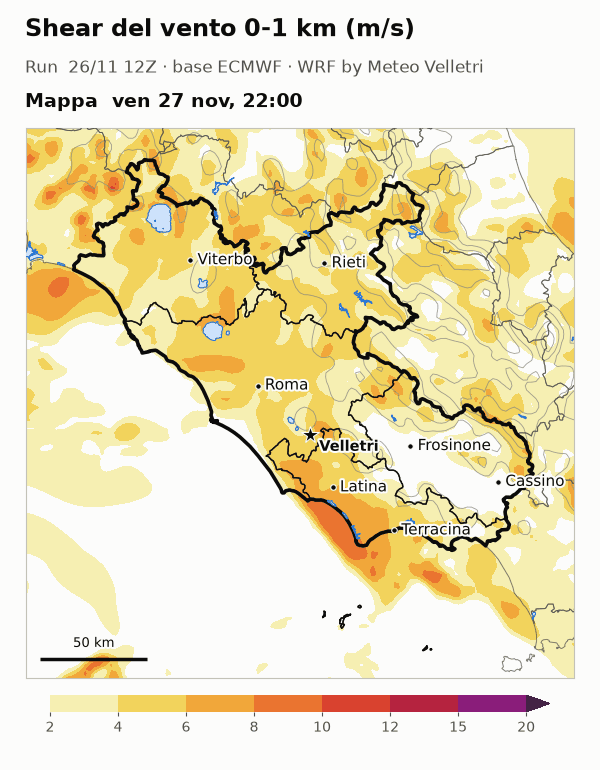 Shear del vento 0-1 km (m/s)
Run  26/11 12Z · base ECMWF · WRF by Meteo Velletri
Mappa  ven 27 nov, 22:00
Viterbo
Rieti
Roma
Velletri
Frosinone
Latina
Cassino
Terracina
50 km
2 4 6 8 10 12 15 20